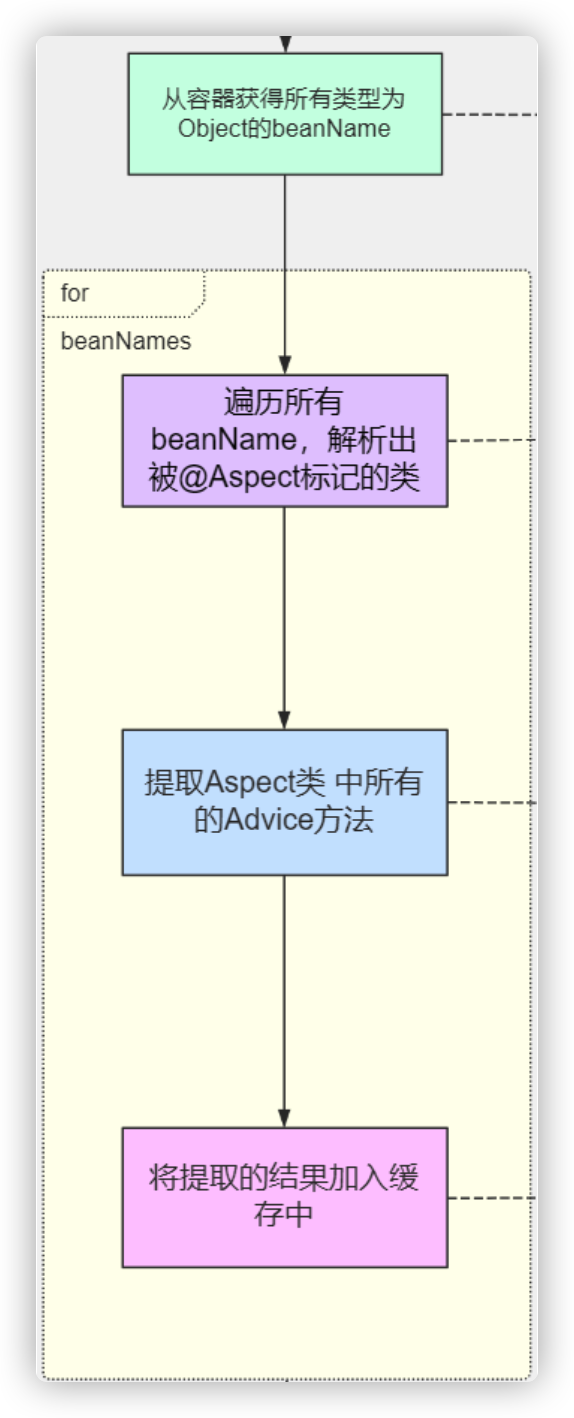 从容器获得所有类型为
Object的beanName
for
beanNames
遍历所有
beanName，解析出
被@Aspect标记的类
提取Aspect类 中所有
的Advice方法
将提取的结果加入缓
存中